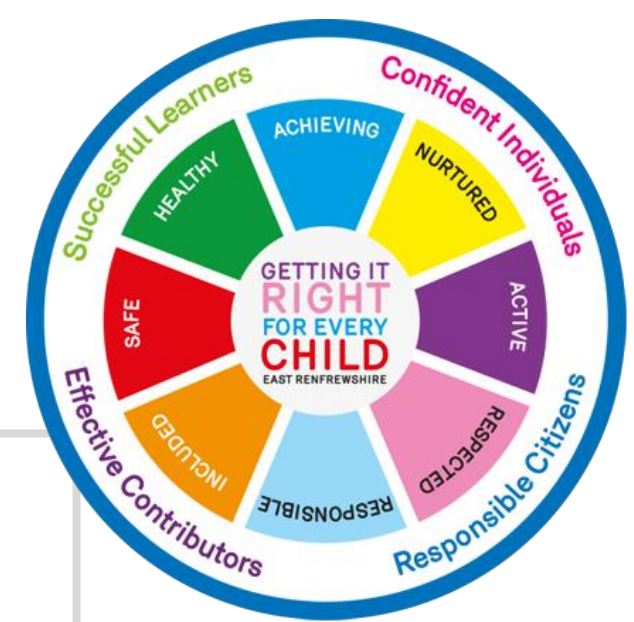 Successful Learners
Confident Individuals
Responsible Citizens
Effective Contributors
ACHIEVING
NURTURED
ACTIVE
RESPECTED
RESPONSIBLE
INCLUDED
SAFE
HEALTHY
GETTING IT
RIGHT
FOR EVERY
CHILD
EAST RENFREWSHIRE